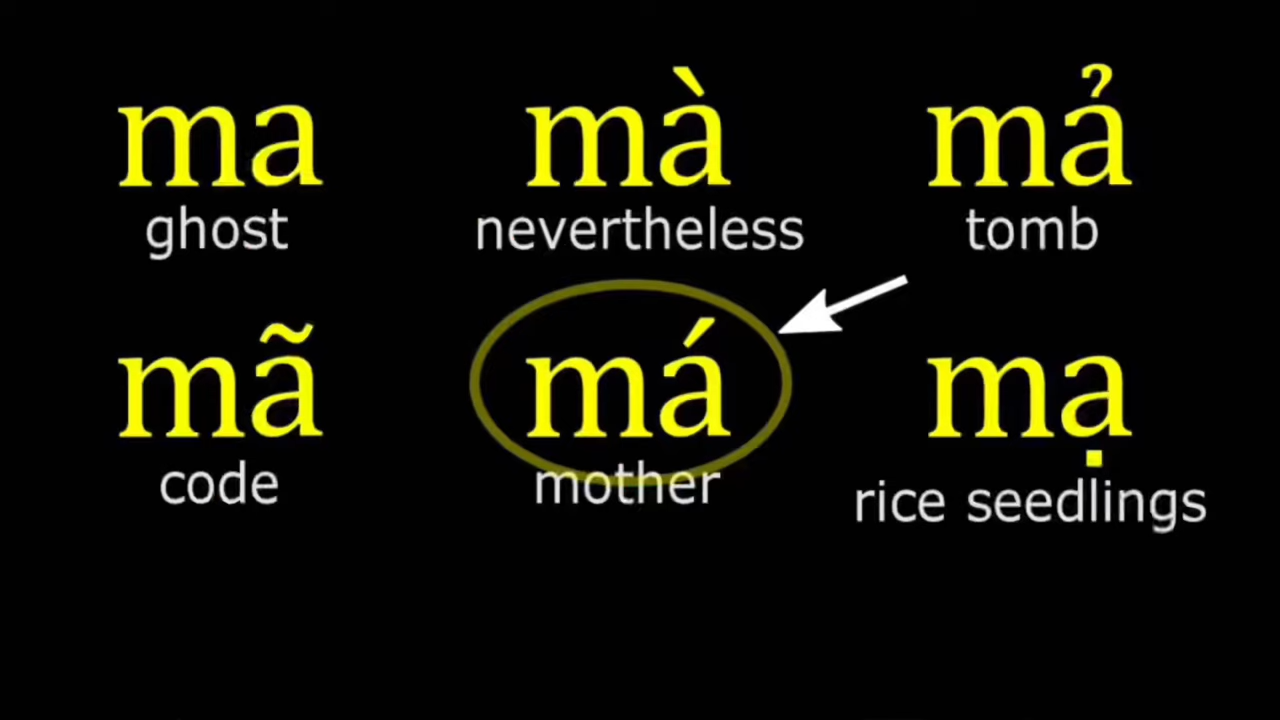 ma mà mả
ghost nevertheless tomb
mã má mạ
code mother rice seedlings